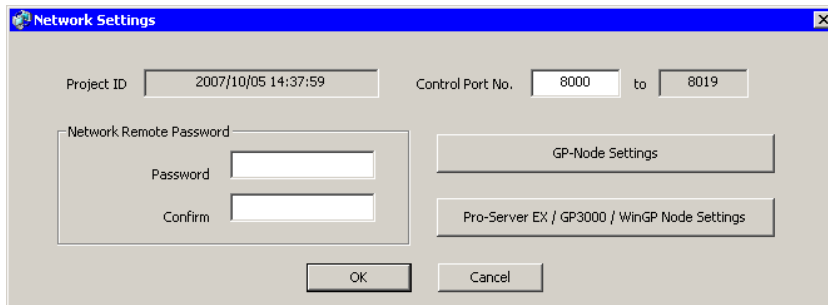 Network Settings
Project ID 2007/10/05 14:37:59 Control Port No. 8000 to 8019
Network Remote Password
GP-Node Settings
Password
Confirm
Pro-Server EX / GP3000 / WinGP Node Settings
OK Cancel